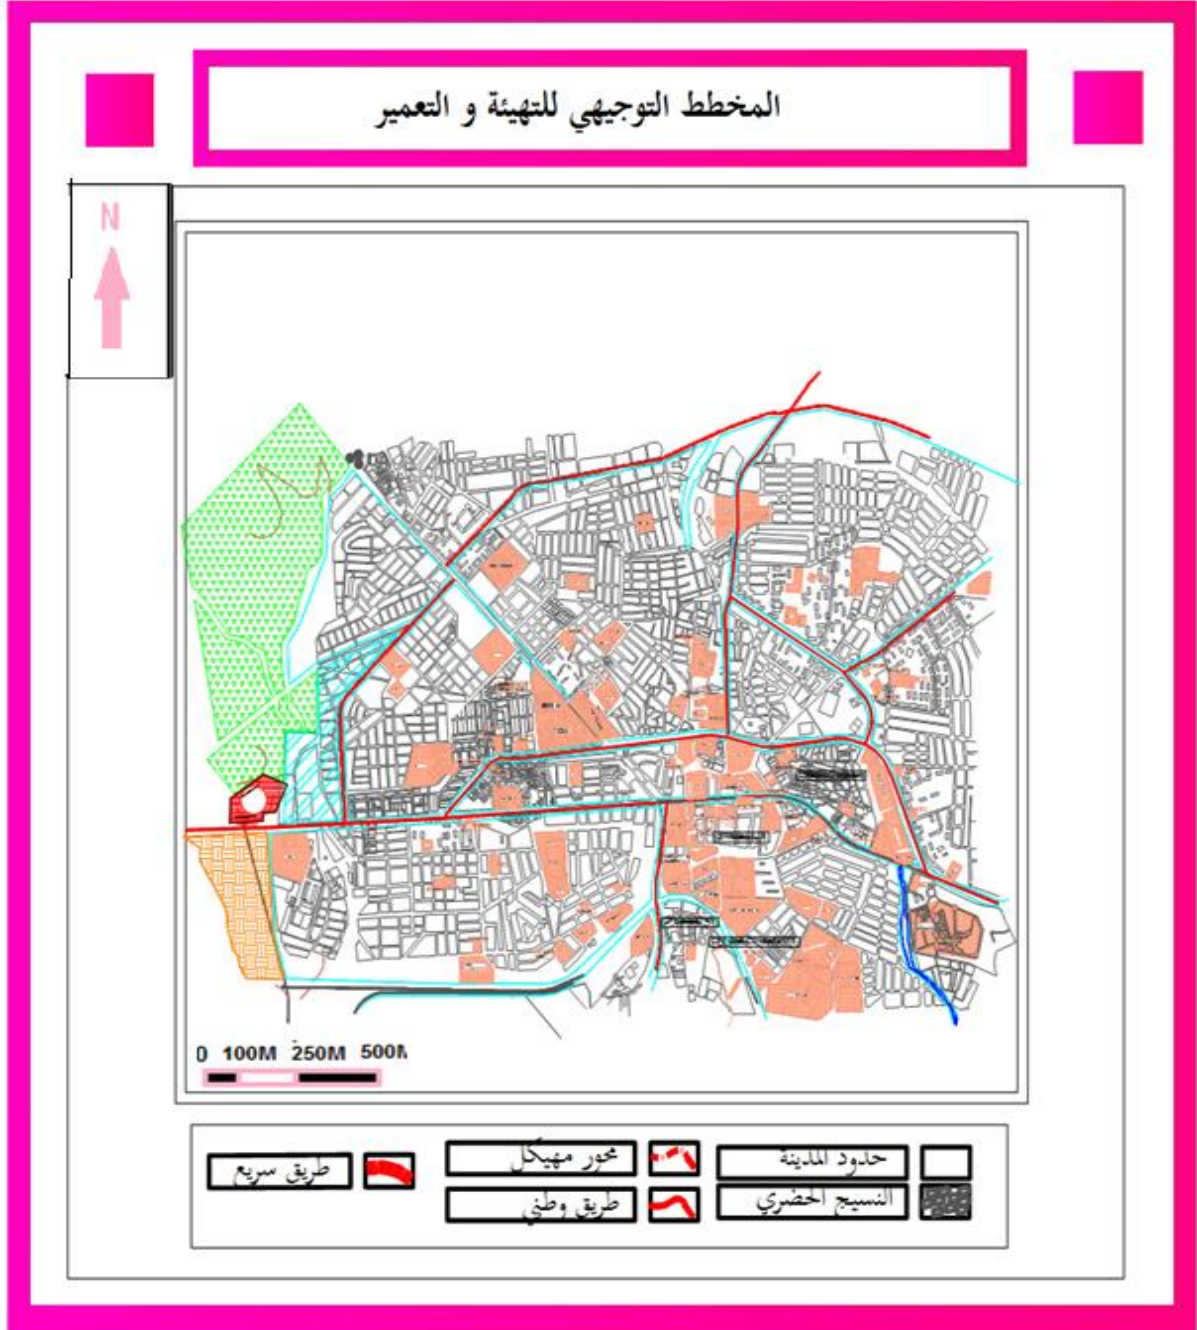 المخطط التوجيهي للتهيئة و التعمير
N
0 100M 250M 500M
حدود المدينة
محور مهيكل
طريق سريع
النسيج الحضري
طريق وطني